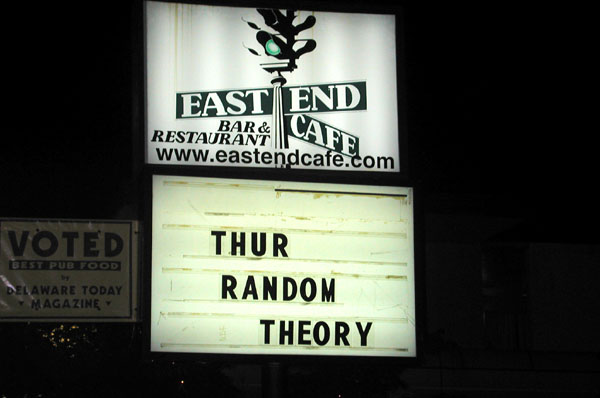 EAST END
BAR & CAFE
RESTAURANT
www.eastendcafe.com
VOTED
BEST PUB FOOD
by
DELAWARE TODAY
MAGAZINE
THUR
RANDOM
THEORY